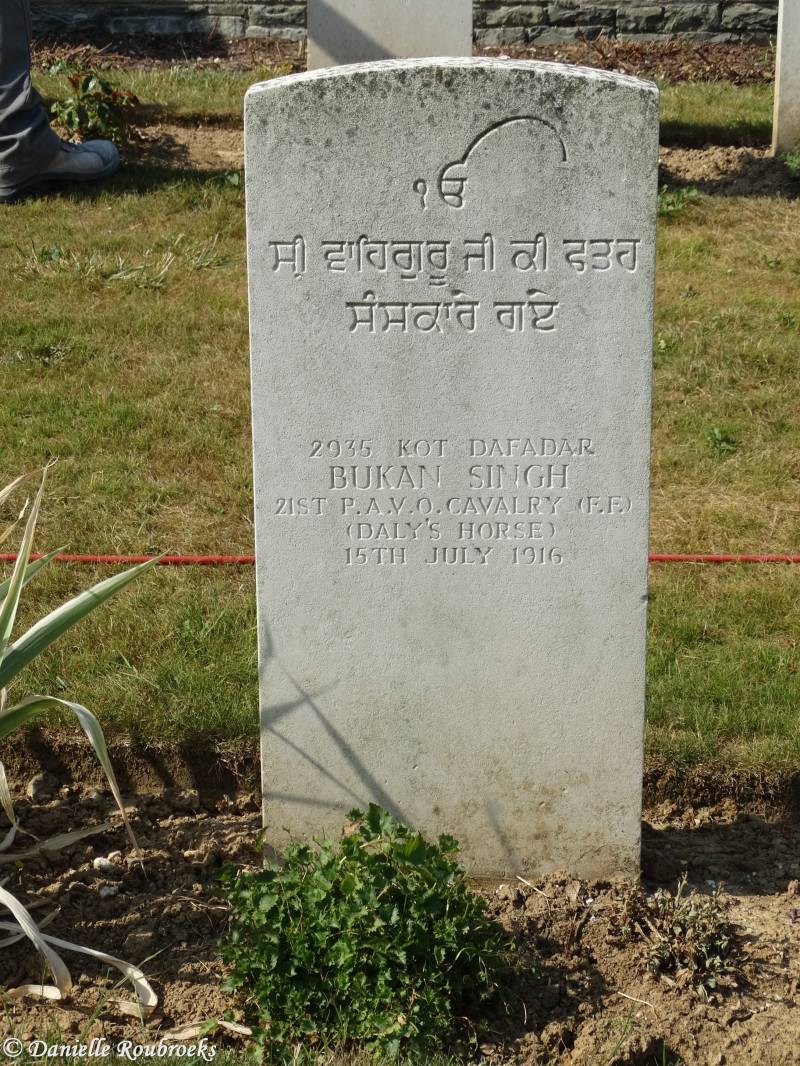 ੴ
ਸ੍ਰੀ ਵਾਹਿਗੁਰੂ ਜੀ ਕੀ ਫਤਹ
ਸੰਸਕਾਰੇ ਗਏ
2935 KOT DAFADAR
BUKAN SINGH
21ST P.A.V.O. CAVALRY (F.F.)
(DALY'S HORSE)
15TH JULY 1916
© Danielle Roubroeks